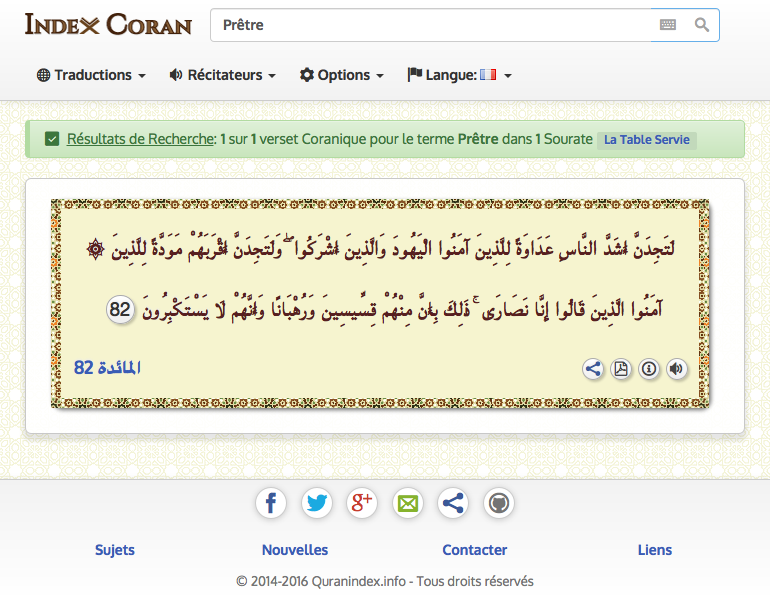 Index Coran
Prêtre
Traductions
Récitateurs
Options
Langue:
Résultats de Recherche: 1 sur 1 verset Coranique pour le terme Prêtre dans 1 Sourate La Table Servie
لَتَجِدَنَّ أَشَدَّ النَّاسِ عَدَاوَةً لِلَّذِينَ آمَنُوا الْيَهُودَ وَالَّذِينَ أَشْرَكُوا ۖ وَلَتَجِدَنَّ أَقْرَبَهُمْ مَوَدَّةً لِلَّذِينَ
آمَنُوا الَّذِينَ قَالُوا إِنَّا نَصَارَىٰ ۚ ذَٰلِكَ بِأَنَّ مِنْهُمْ قِسِّيسِينَ وَرُهْبَانًا وَأَنَّهُمْ لَا يَسْتَكْبِرُونَ 82
المائدة 82
Sujets
Nouvelles
Contacter
Liens
© 2014-2016 Quranindex.info - Tous droits réservés